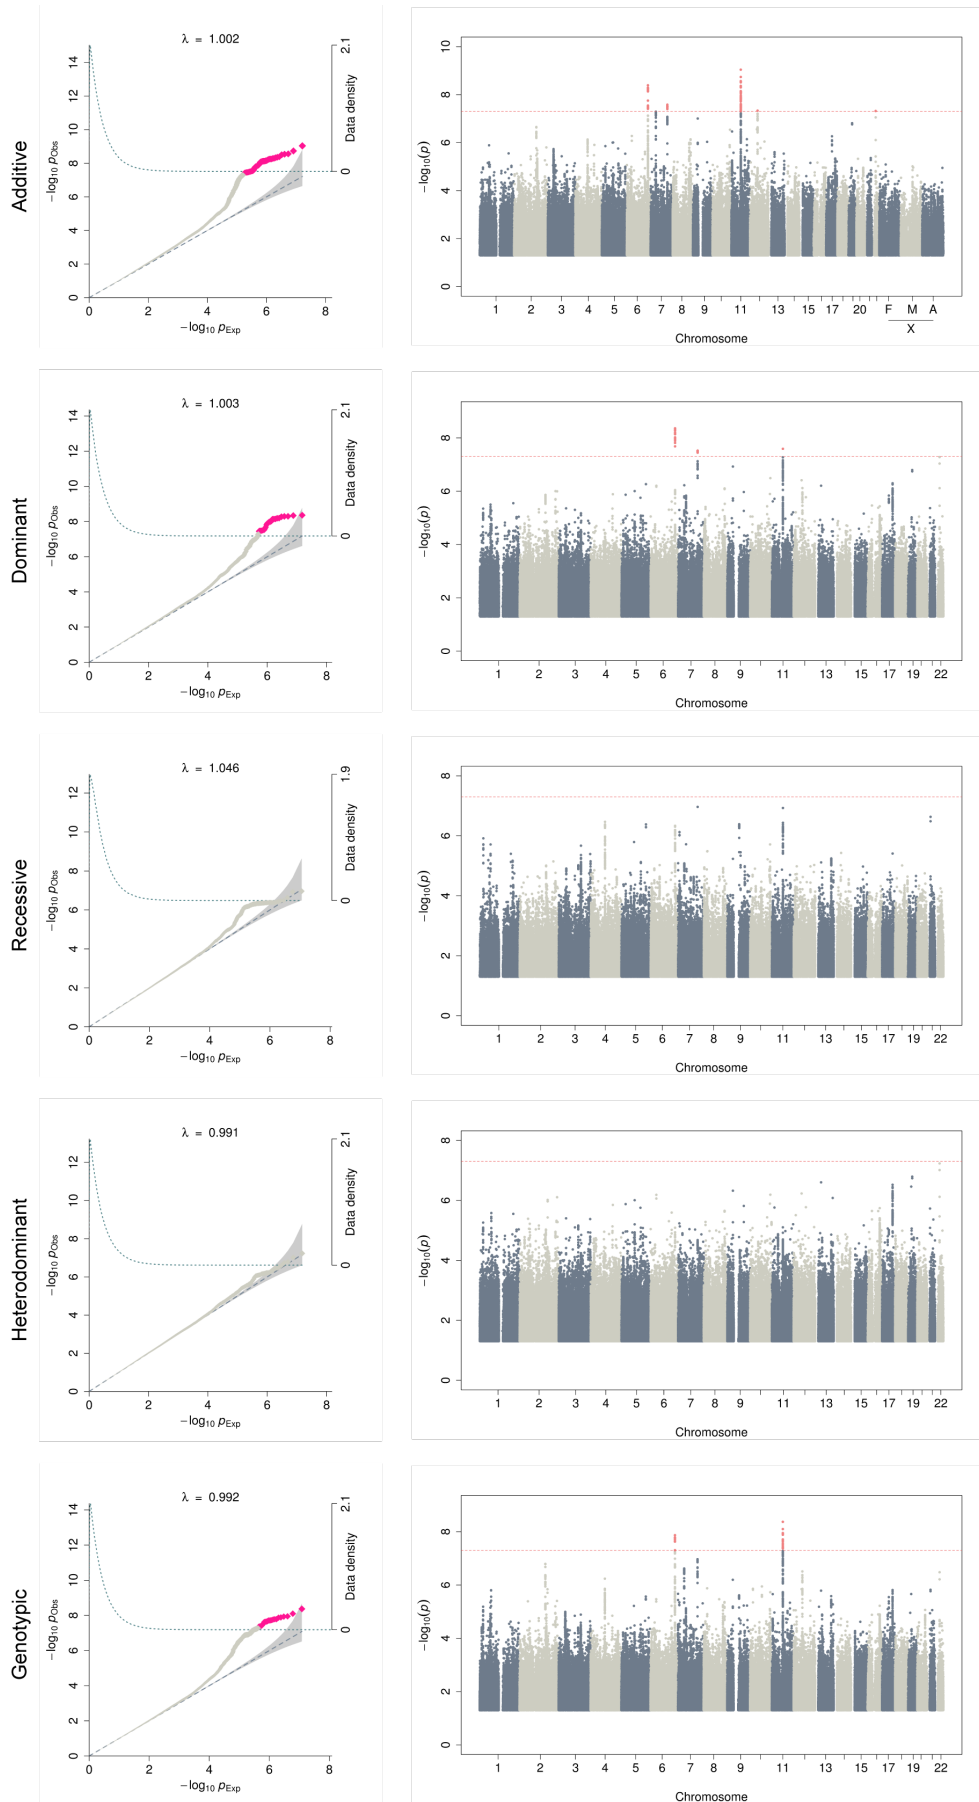 Additive
λ = 1.002
−log10 pObs
0 2 4 6 8 10 12 14
−log10 pExp
0 2 4 6 8
Data density
0 2.1
−log10(p)
0 2 4 6 8 10
1 2 3 4 5 6 7 8 9 11 13 15 17 20 F M A
X
Chromosome
Dominant
λ = 1.003
−log10 pObs
0 2 4 6 8 10 12 14
−log10 pExp
0 2 4 6 8
Data density
0 2.1
−log10(p)
0 2 4 6 8
1 2 3 4 5 6 7 8 9 11 13 15 17 19 22
Chromosome
Recessive
λ = 1.046
−log10 pObs
0 2 4 6 8 10 12
−log10 pExp
0 2 4 6 8
Data density
0 1.9
−log10(p)
0 2 4 6 8
1 2 3 4 5 6 7 8 9 11 13 15 17 19 22
Chromosome
Heterodominant
λ = 0.991
−log10 pObs
0 2 4 6 8 10 12
−log10 pExp
0 2 4 6 8
Data density
0 2.1
−log10(p)
0 2 4 6 8
1 2 3 4 5 6 7 8 9 11 13 15 17 19 22
Chromosome
Genotypic
λ = 0.992
−log10 pObs
0 2 4 6 8 10 12 14
−log10 pExp
0 2 4 6 8
Data density
0 2.1
−log10(p)
0 2 4 6 8
1 2 3 4 5 6 7 8 9 11 13 15 17 19 22
Chromosome